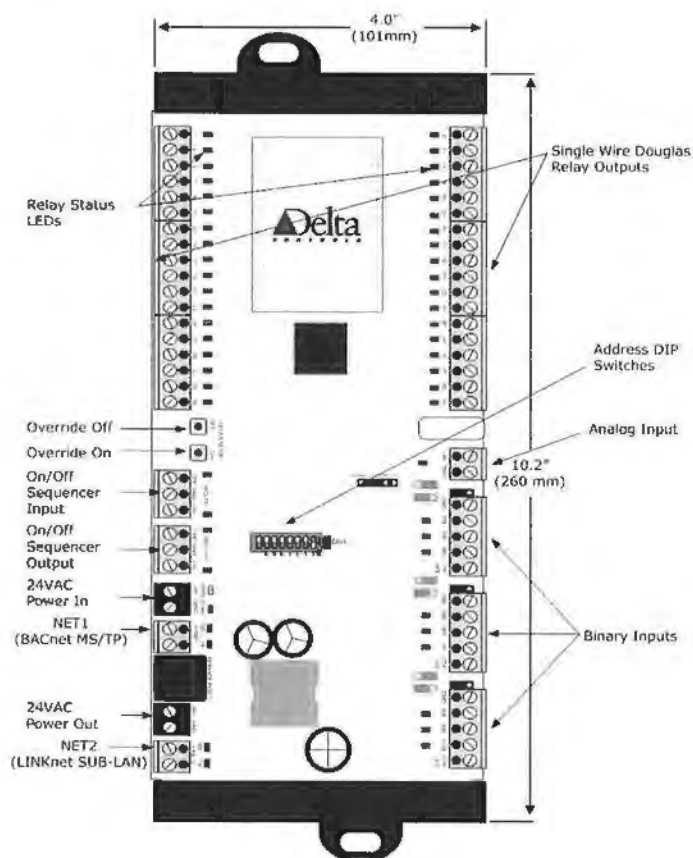 4.0"
(101mm)
Relay Status
LEDs
Single Wire Douglas
Relay Outputs
Delta
CONTROLS
Address DIP
Switches
Override Off
Override On
Analog Input
10.2"
(260 mm)
On/Off
Sequencer
Input
On/Off
Sequencer
Output
24VAC
Power In
NET1
(BACnet MS/TP)
Binary Inputs
24VAC
Power Out
NET2
(LINKnet SUB-LAN)